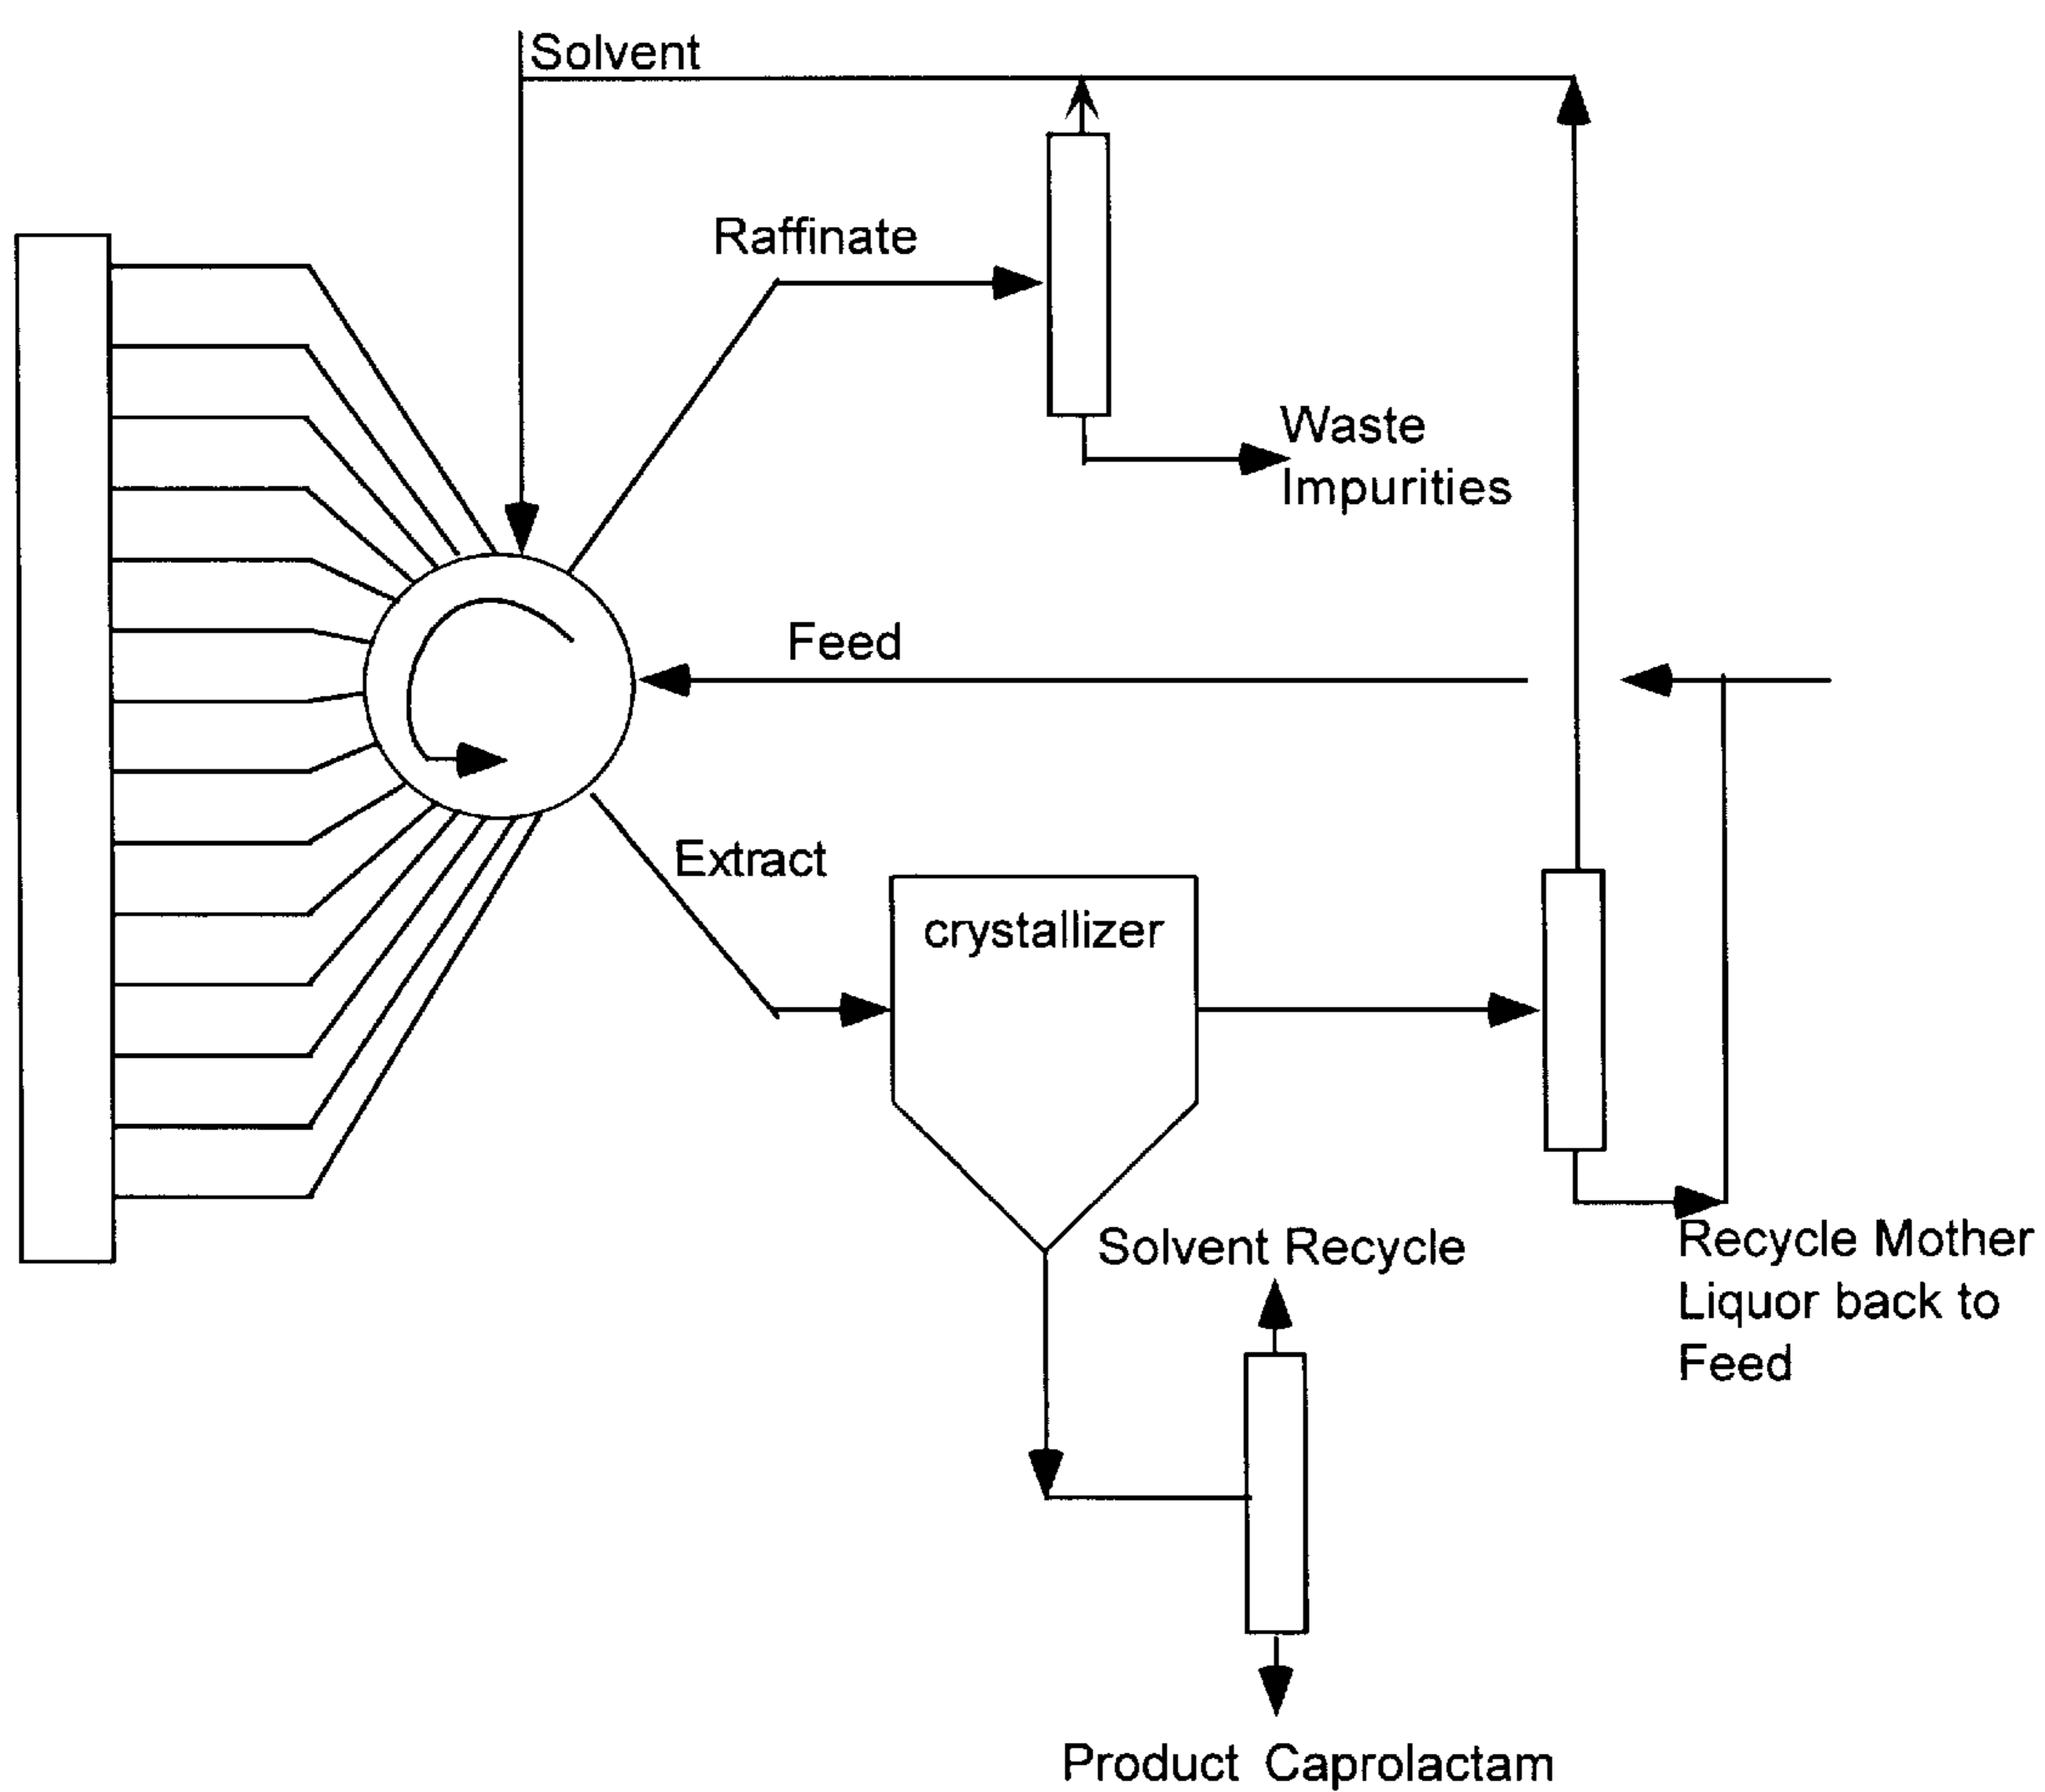 Solvent
Raffinate
Waste
Impurities
Feed
Extract
crystallizer
Solvent Recycle
Recycle Mother
Liquor back to
Feed
Product Caprolactam